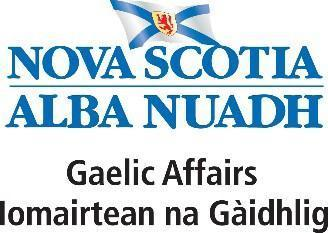 NOVA SCOTIA
ALBA NUADH
Gaelic Affairs
Iomairtean na Gàidhlig